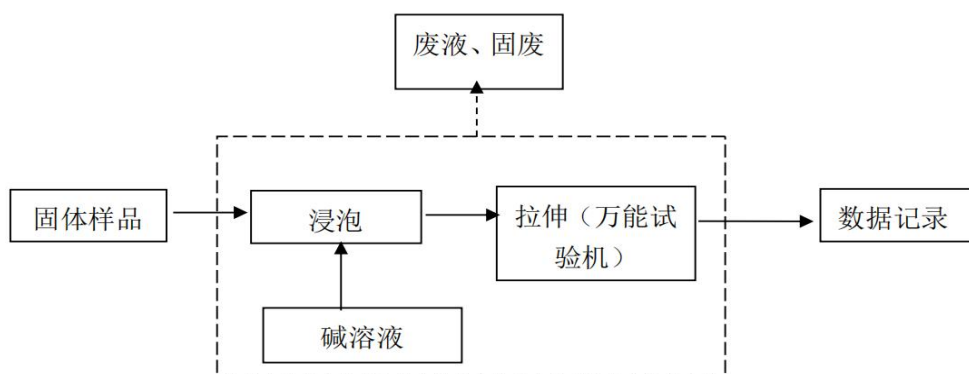 废液、固废
固体样品
浸泡
拉伸（万能试
验机）
数据记录
碱溶液